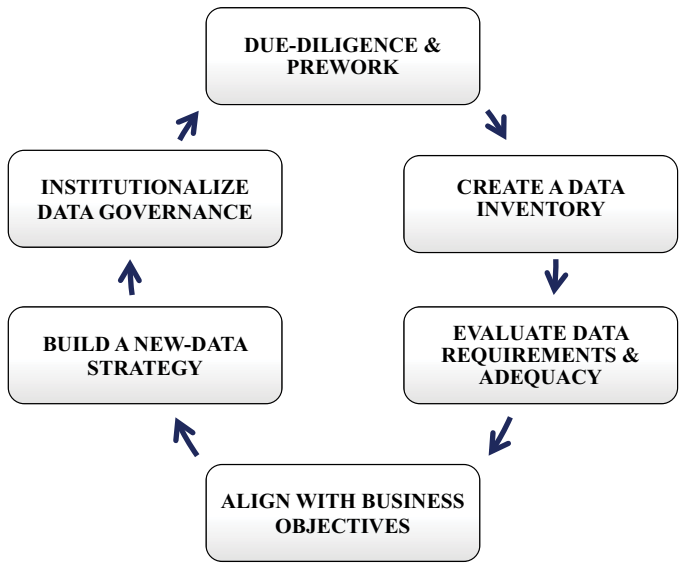 DUE-DILIGENCE &
PREWORK
CREATE A DATA
INVENTORY
EVALUATE DATA
REQUIREMENTS &
ADEQUACY
ALIGN WITH BUSINESS
OBJECTIVES
BUILD A NEW-DATA
STRATEGY
INSTITUTIONALIZE
DATA GOVERNANCE